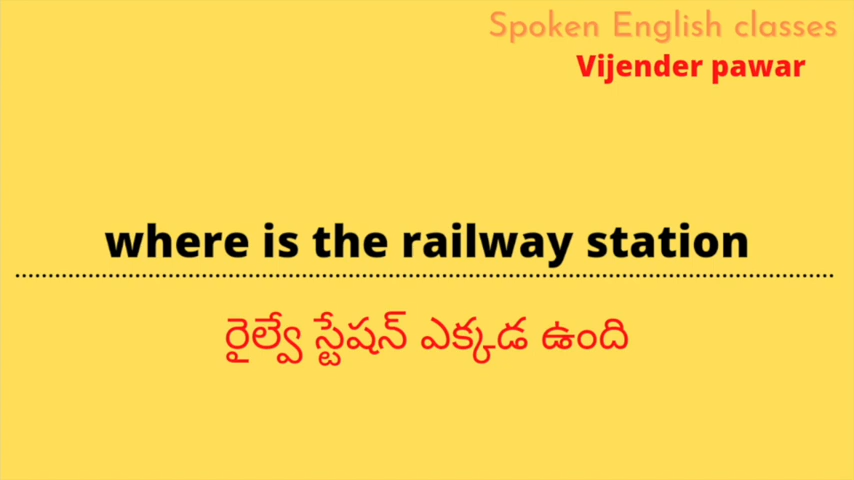 Spoken English classes
Vijender pawar
where is the railway station
రైల్వే స్టేషన్ ఎక్కడ ఉంది